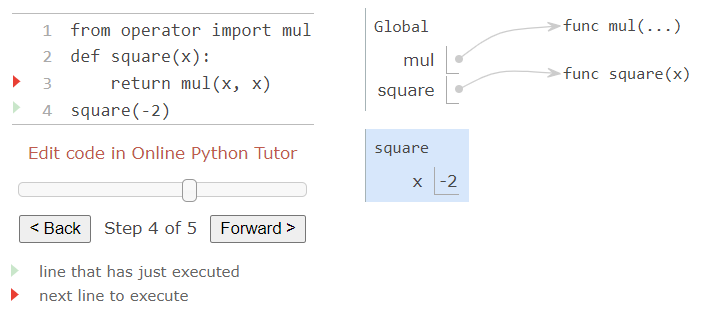 1 from operator import mul
2 def square(x):
3     return mul(x, x)
4 square(-2)
Edit code in Online Python Tutor
< Back Step 4 of 5 Forward >
line that has just executed
next line to execute
Global
mul
square
func mul(...)
func square(x)
square
x -2